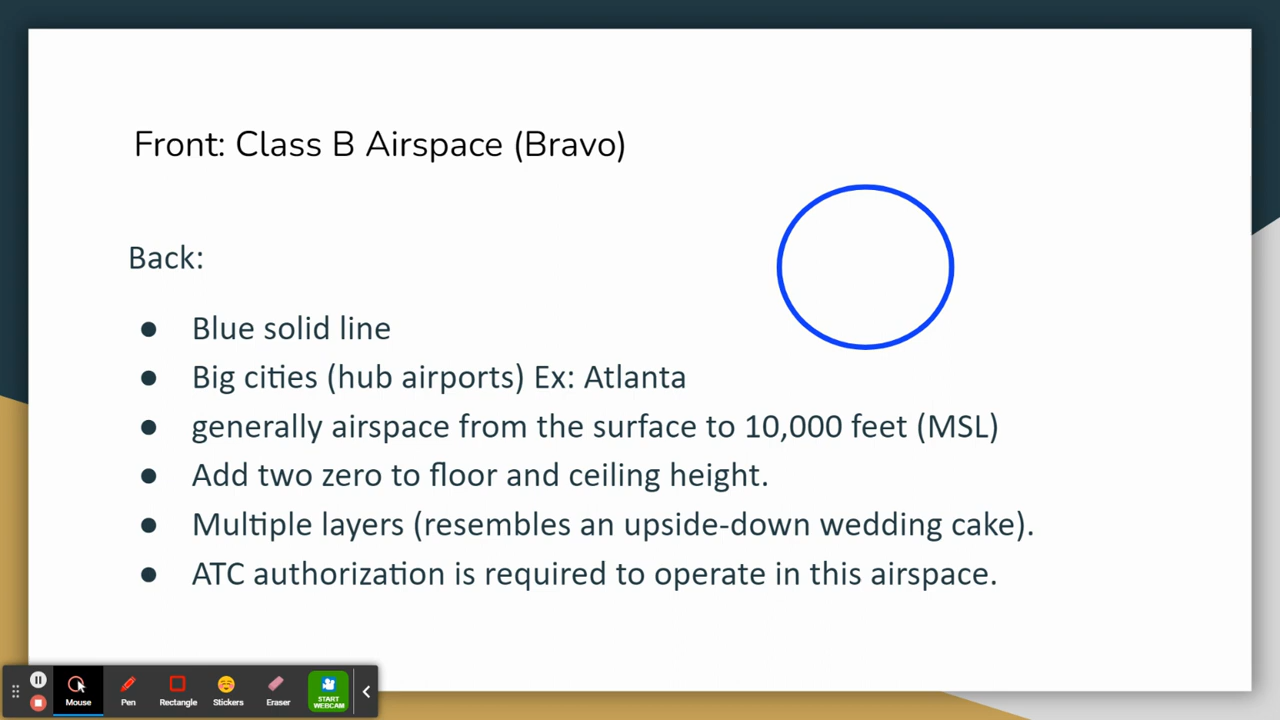 Front: Class B Airspace (Bravo)
Back:
● Blue solid line
● Big cities (hub airports) Ex: Atlanta
● generally airspace from the surface to 10,000 feet (MSL)
● Add two zero to floor and ceiling height.
● Multiple layers (resembles an upside-down wedding cake).
● ATC authorization is required to operate in this airspace.
Mouse Pen Rectangle Stickers Eraser START WEBCAM